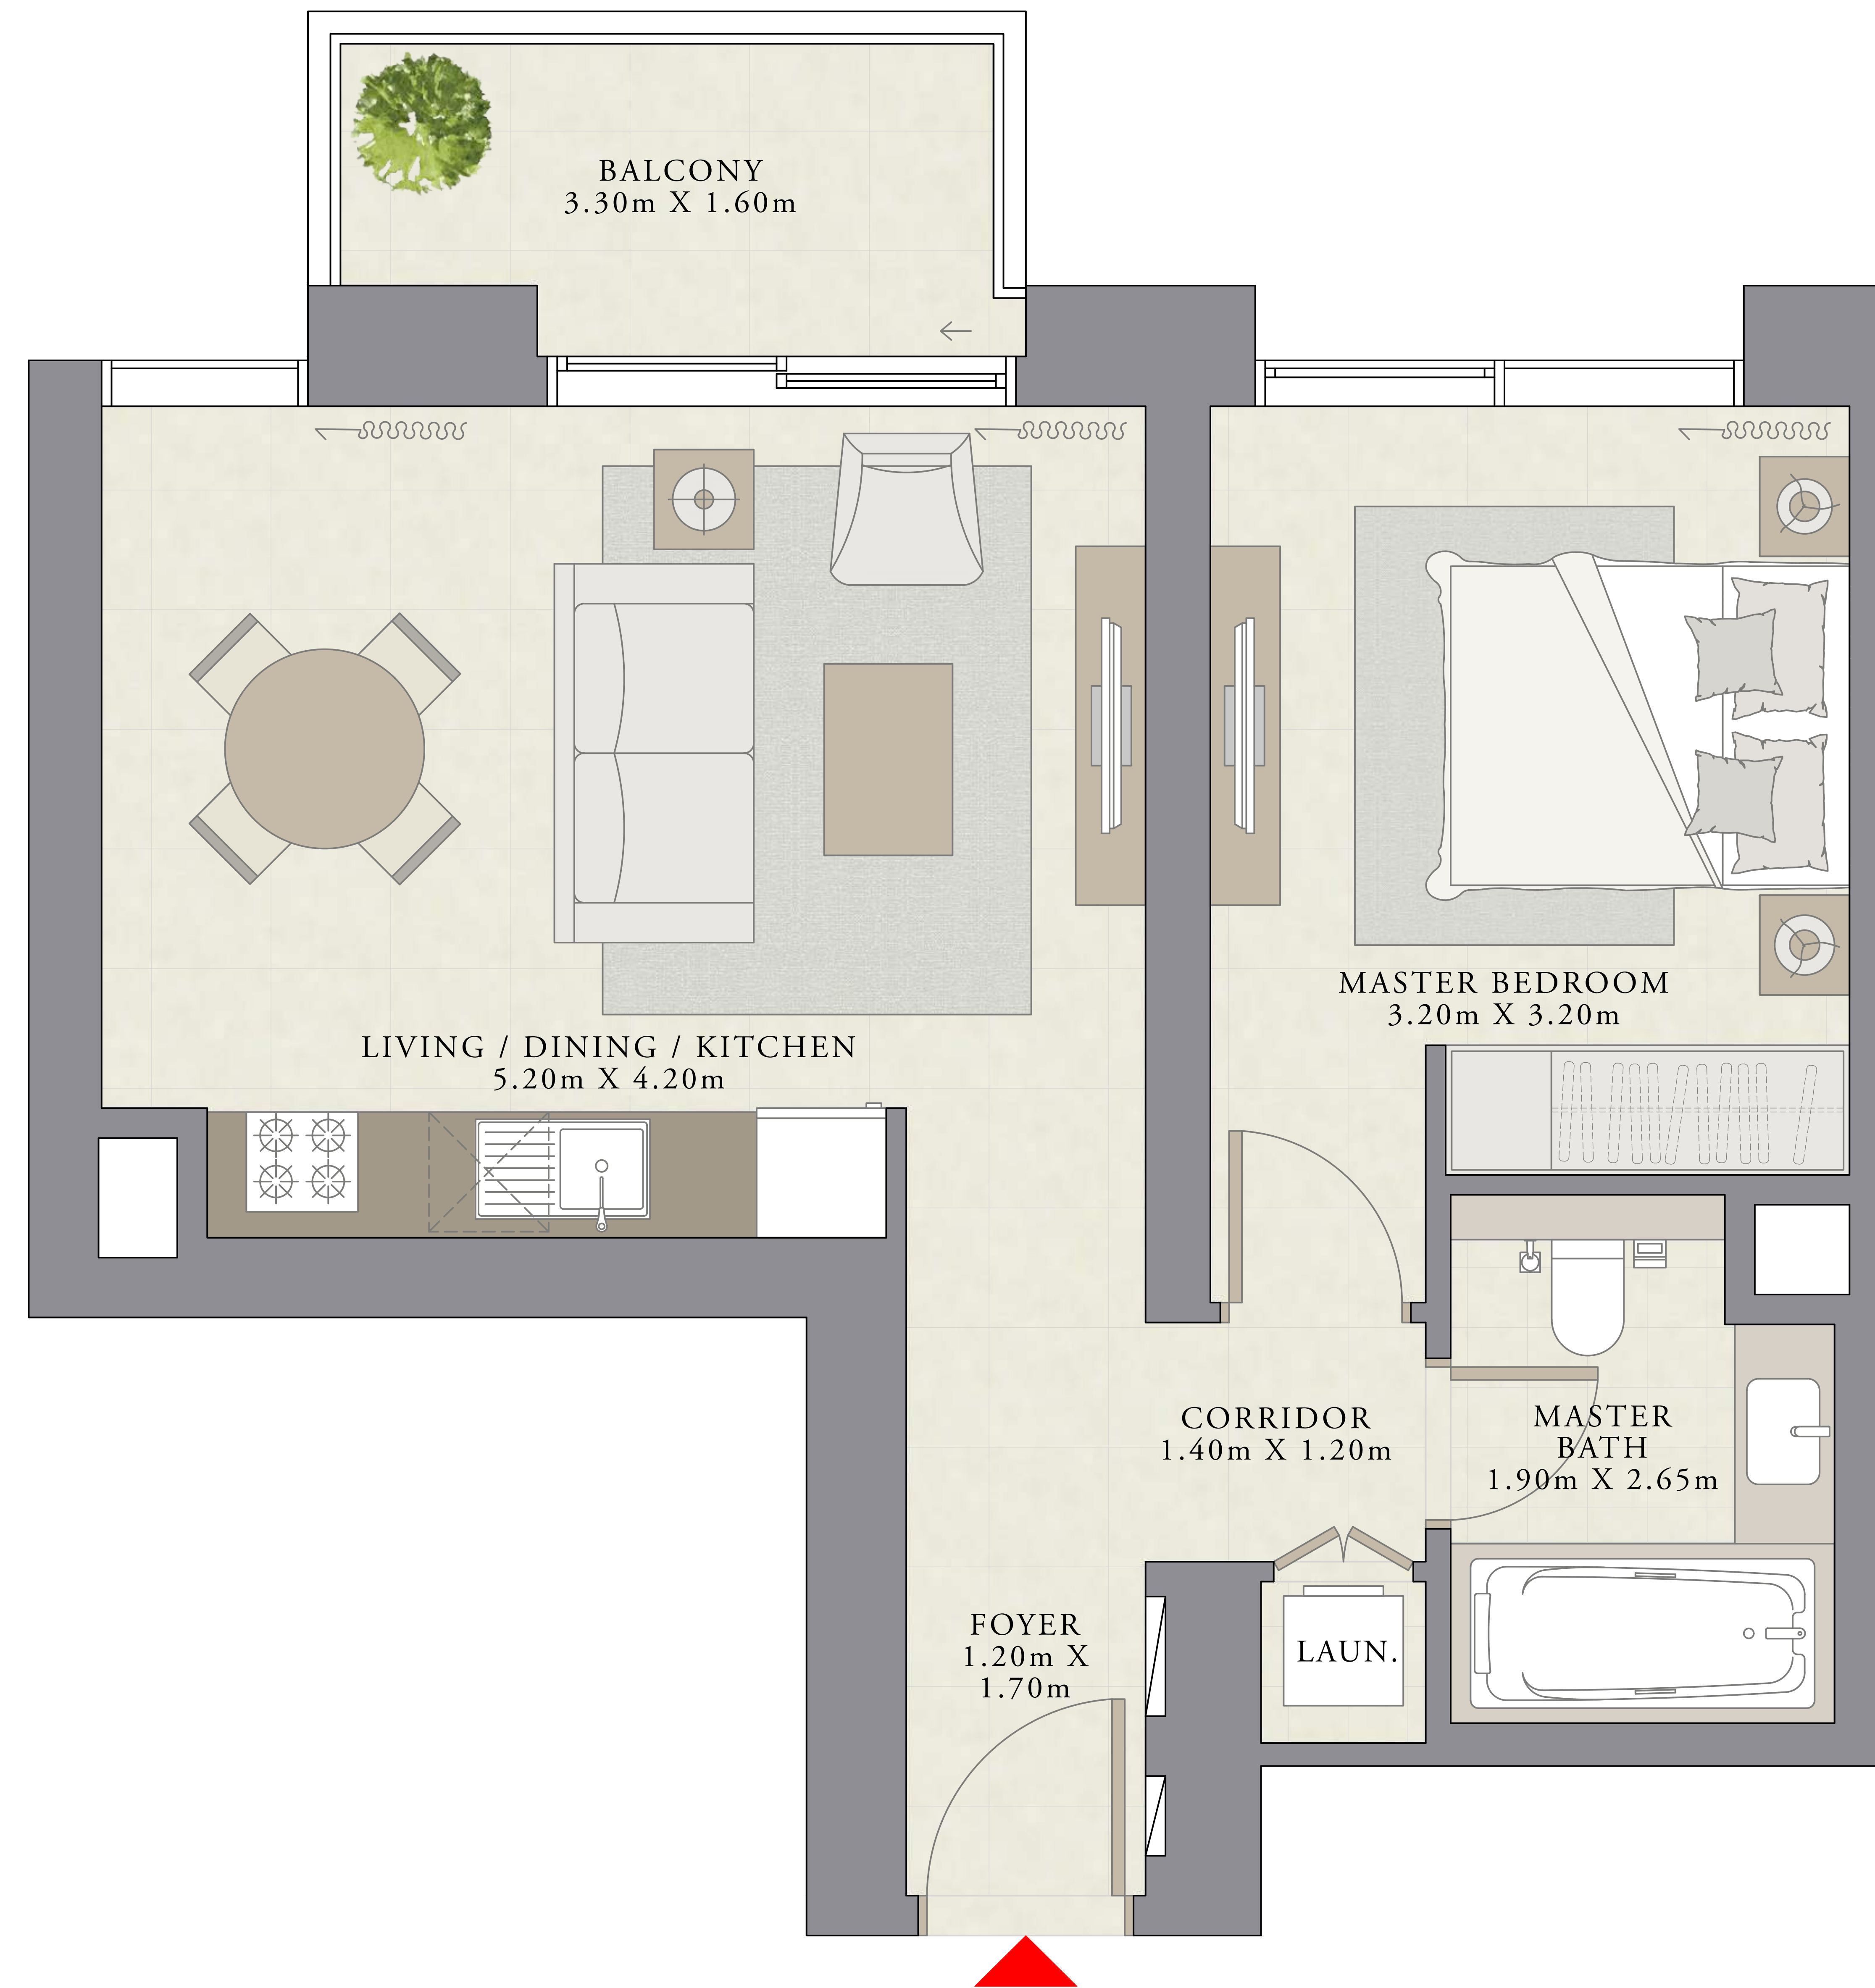 BALCONY
3.30m X 1.60m
MASTER BEDROOM
3.20m X 3.20m
LIVING / DINING / KITCHEN
5.20m X 4.20m
CORRIDOR
1.40m X 1.20m
MASTER
BATH
1.90m X 2.65m
FOYER
1.20m X
1.70m
LAUN.